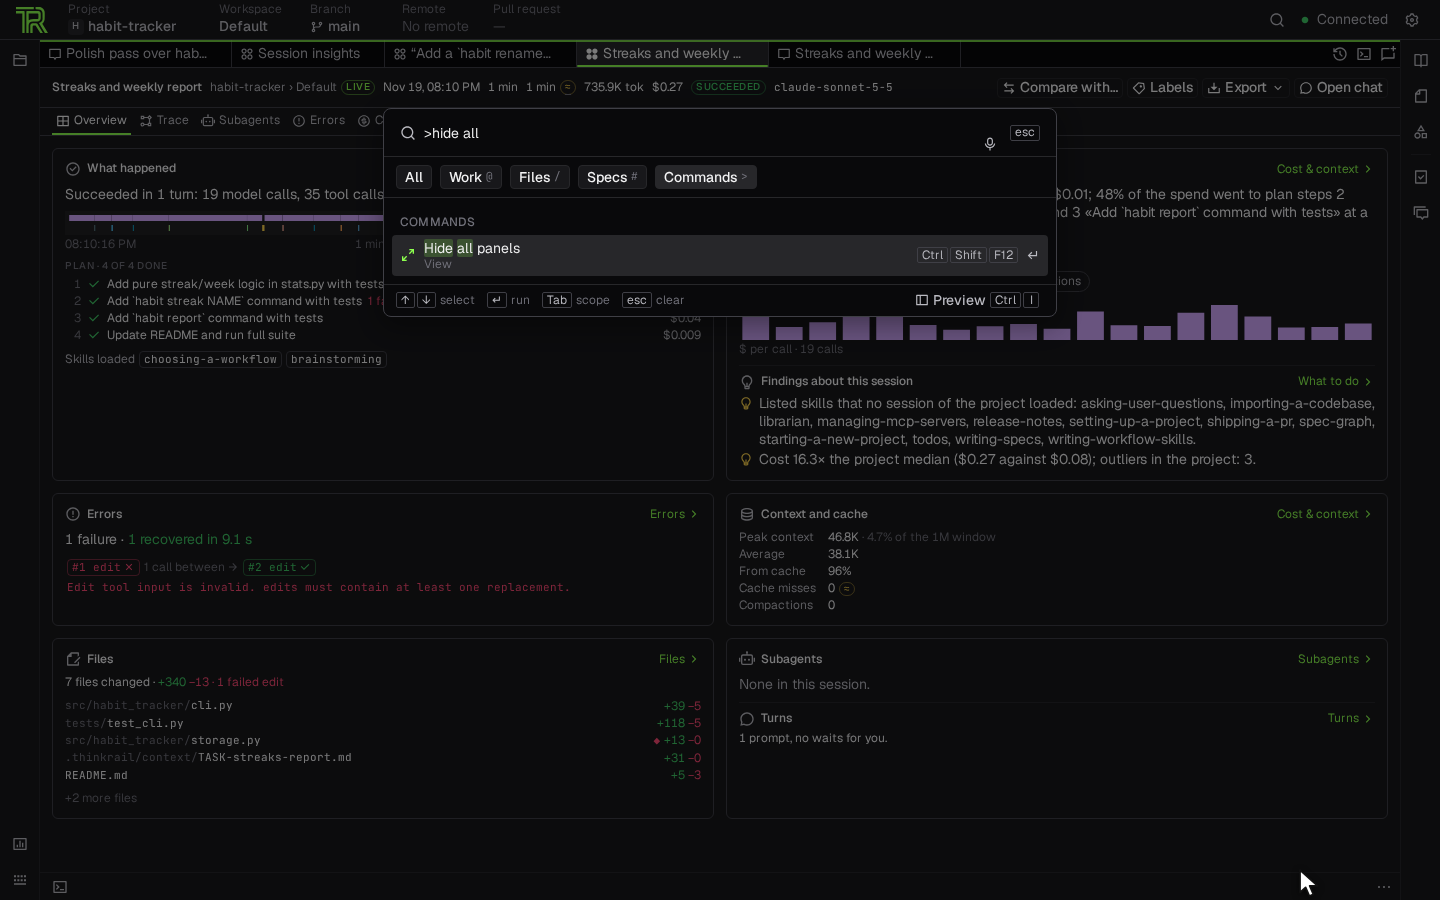 Project
Workspace
Branch
Remote
Pull request
H habit-tracker
Default
main
No remote
—
Connected
Polish pass over hab...
Session insights
“Add a `habit rename...
Streaks and weekly ...
Streaks and weekly ...
Streaks and weekly report habit-tracker › Default LIVE Nov 19, 08:10 PM 1 min 1 min ≈ 735.9K tok $0.27 SUCCEEDED claude-sonnet-5-5
Compare with...
Labels
Export
Open chat
Overview
Trace
Subagents
Errors
>hide all
esc
All
Work @
Files /
Specs #
Commands >
COMMANDS
Hide all panels
View
Ctrl Shift F12 ↵
↑ ↓ select ↵ run Tab scope esc clear
Preview Ctrl I
What happened
Succeeded in 1 turn: 19 model calls, 35 tool calls
08:10:16 PM
1 min
PLAN · 4 OF 4 DONE
1 Add pure streak/week logic in stats.py with tests
2 Add `habit streak NAME` command with tests
3 Add `habit report` command with tests $0.04
4 Update README and run full suite $0.009
Skills loaded choosing-a-workflow brainstorming
Cost & context
$0.01; 48% of the spend went to plan steps 2
3 «Add `habit report` command with tests» at a
$ per call · 19 calls
Findings about this session
What to do
Listed skills that no session of the project loaded: asking-user-questions, importing-a-codebase,
librarian, managing-mcp-servers, release-notes, setting-up-a-project, shipping-a-pr, spec-graph,
starting-a-new-project, todos, writing-specs, writing-workflow-skills.
Cost 16.3× the project median ($0.27 against $0.08); outliers in the project: 3.
Errors
Errors
1 failure · 1 recovered in 9.1 s
#1 edit × 1 call between → #2 edit ✓
Edit tool input is invalid. edits must contain at least one replacement.
Context and cache
Cost & context
Peak context 46.8K · 4.7% of the 1M window
Average 38.1K
From cache 96%
Cache misses 0 ≈
Compactions 0
Files
Files
7 files changed · +340 −13 · 1 failed edit
src/habit_tracker/cli.py +39 −5
tests/test_cli.py +118 −5
src/habit_tracker/storage.py +13 −0
.thinkrail/context/TASK-streaks-report.md +31 −0
README.md +5 −3
+2 more files
Subagents
Subagents
None in this session.
Turns
Turns
1 prompt, no waits for you.